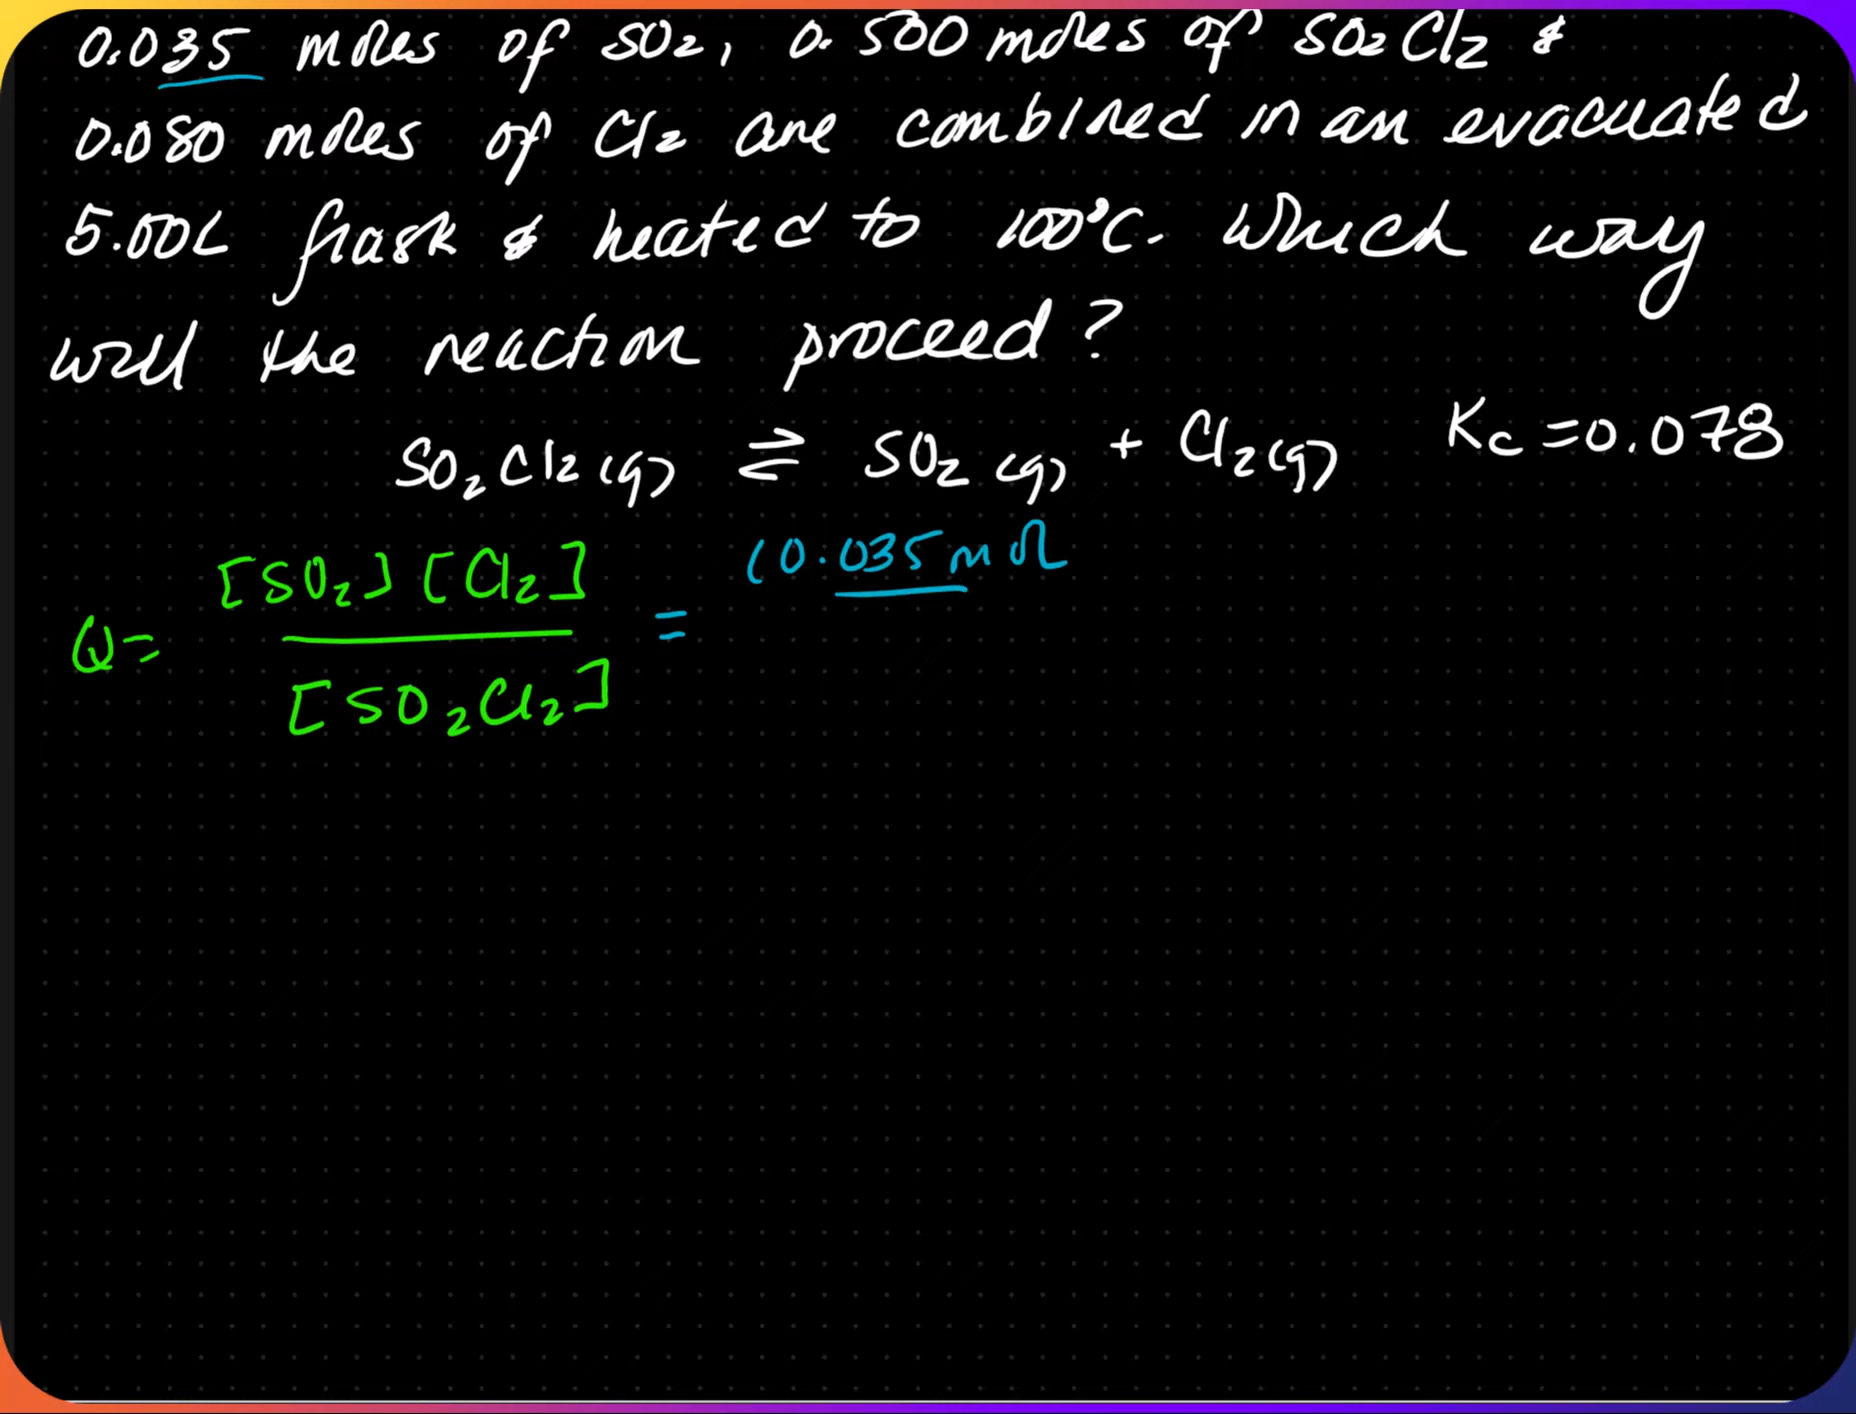 0.035 moles of SO2, 0.500 moles of SO2Cl2 &
0.080 moles of Cl2 are combined in an evacuated
5.00L flask & heated to 100°C. Which way
will the reaction proceed?
SO₂Cl2(g) ⇌ SO₂(g) + Cl₂(g) Kc = 0.078
Q = [SO₂][Cl₂] / [SO₂Cl₂] = (0.035mol